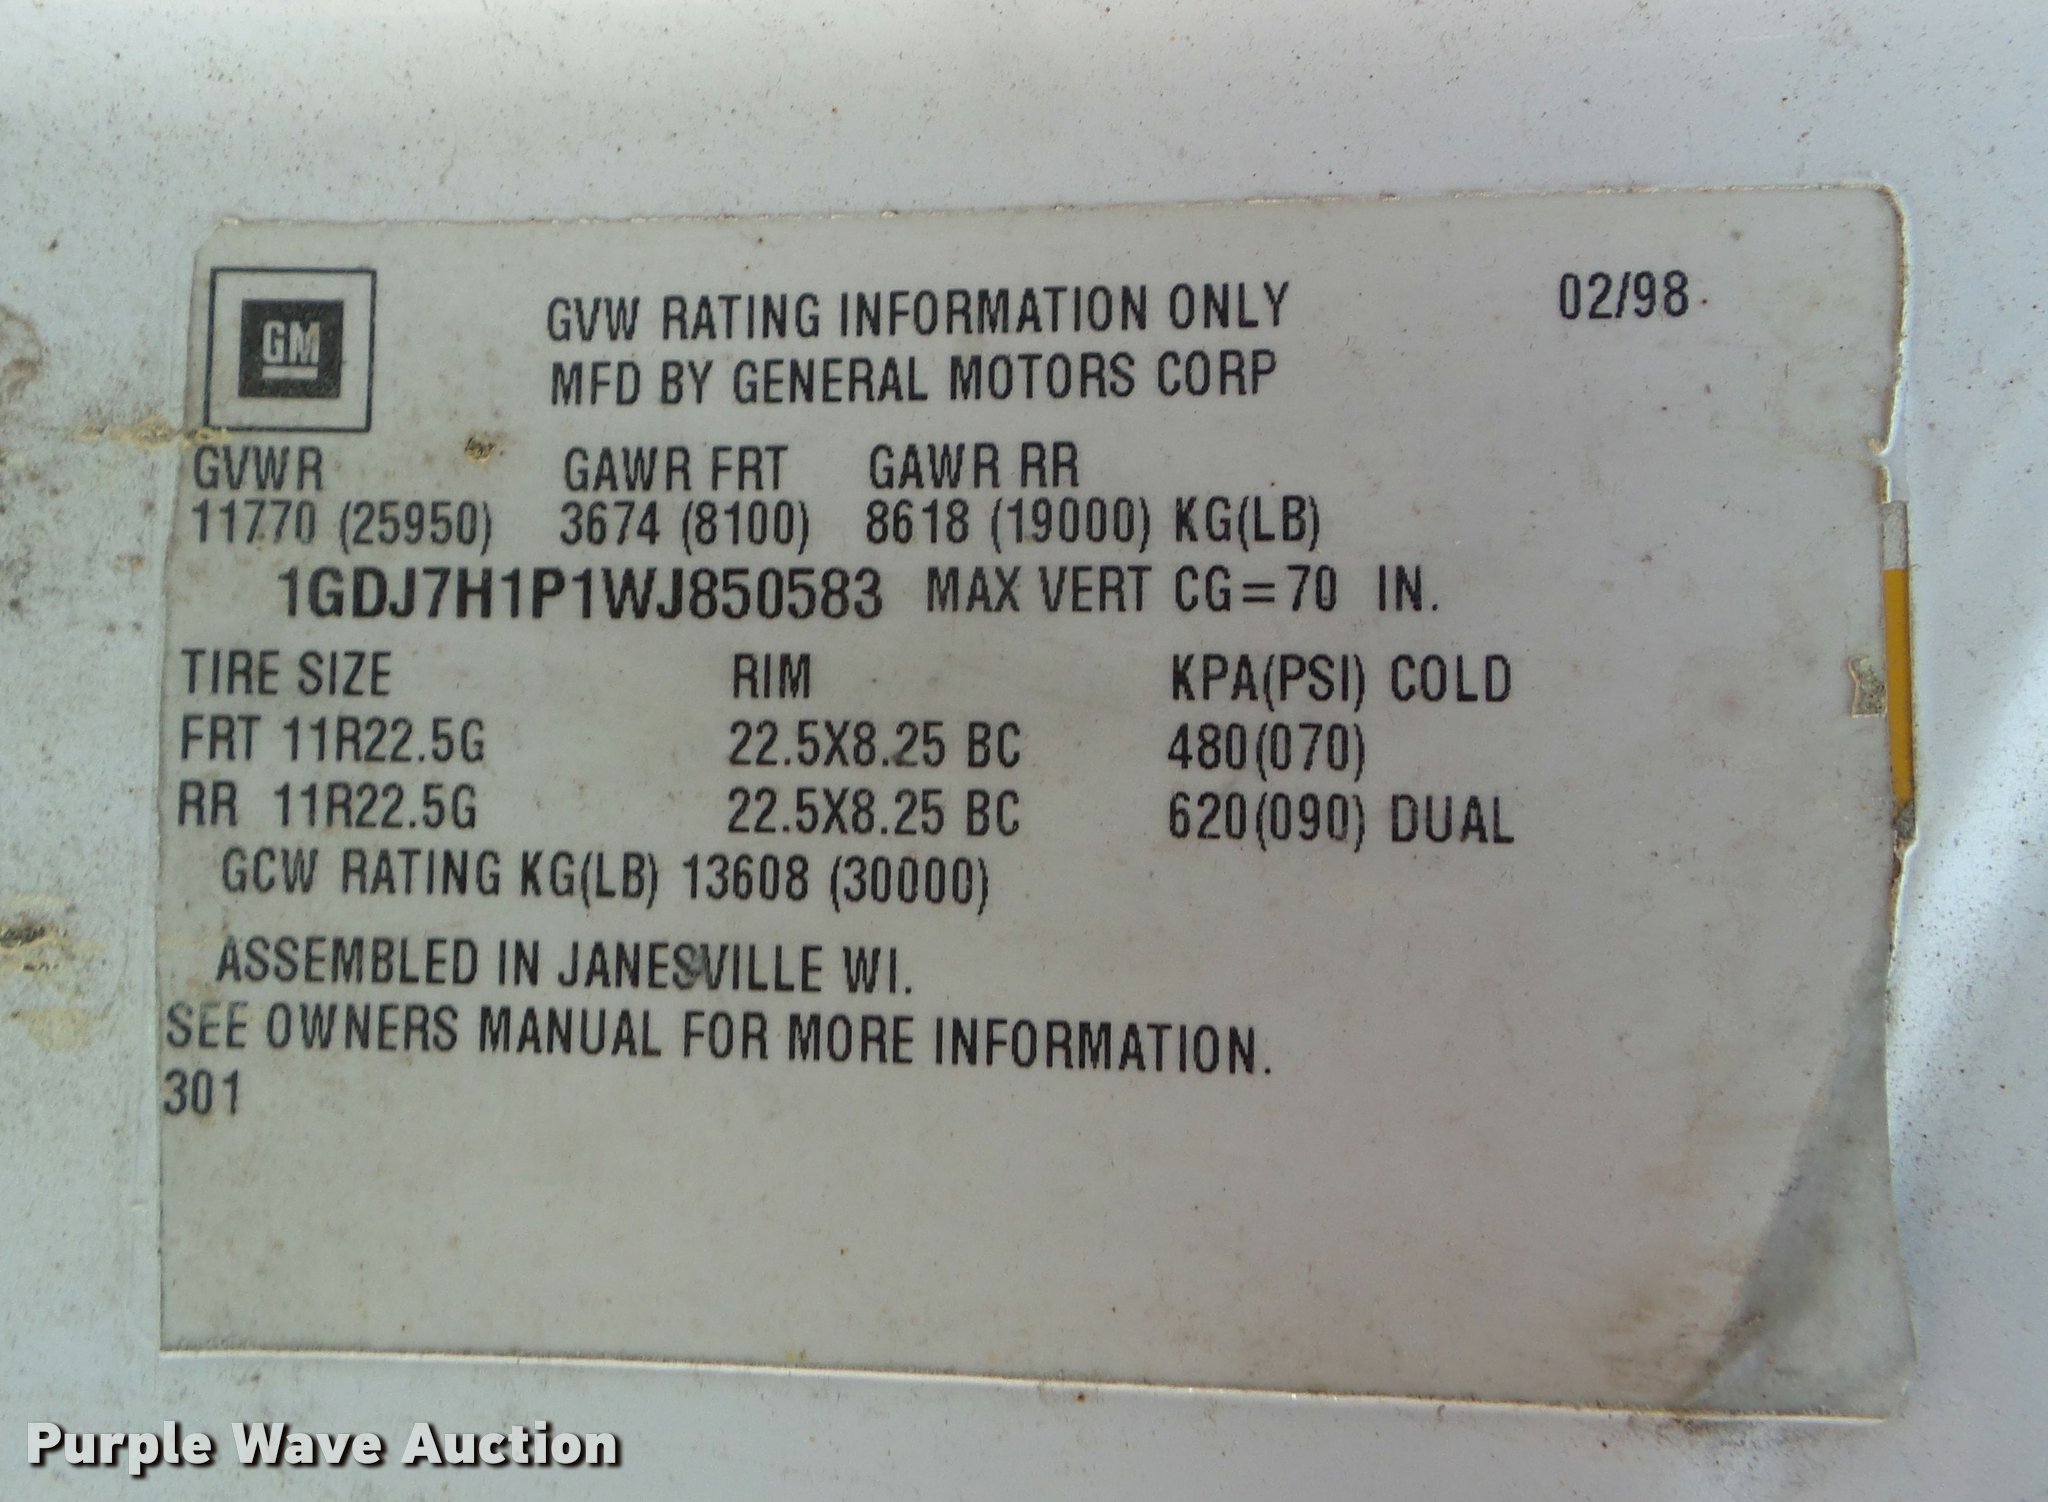 GM
GVW RATING INFORMATION ONLY 02/98
MFD BY GENERAL MOTORS CORP
GVWR GAWR FRT GAWR RR
11770 (25950) 3674 (8100) 8618 (19000) KG(LB)
1GDJ7H1P1WJ850583 MAX VERT CG=70 IN.
TIRE SIZE RIM KPA(PSI) COLD
FRT 11R22.5G 22.5X8.25 BC 480(070)
RR 11R22.5G 22.5X8.25 BC 620(090) DUAL
GCW RATING KG(LB) 13608 (30000)
ASSEMBLED IN JANESVILLE WI.
SEE OWNERS MANUAL FOR MORE INFORMATION.
301
Purple Wave Auction